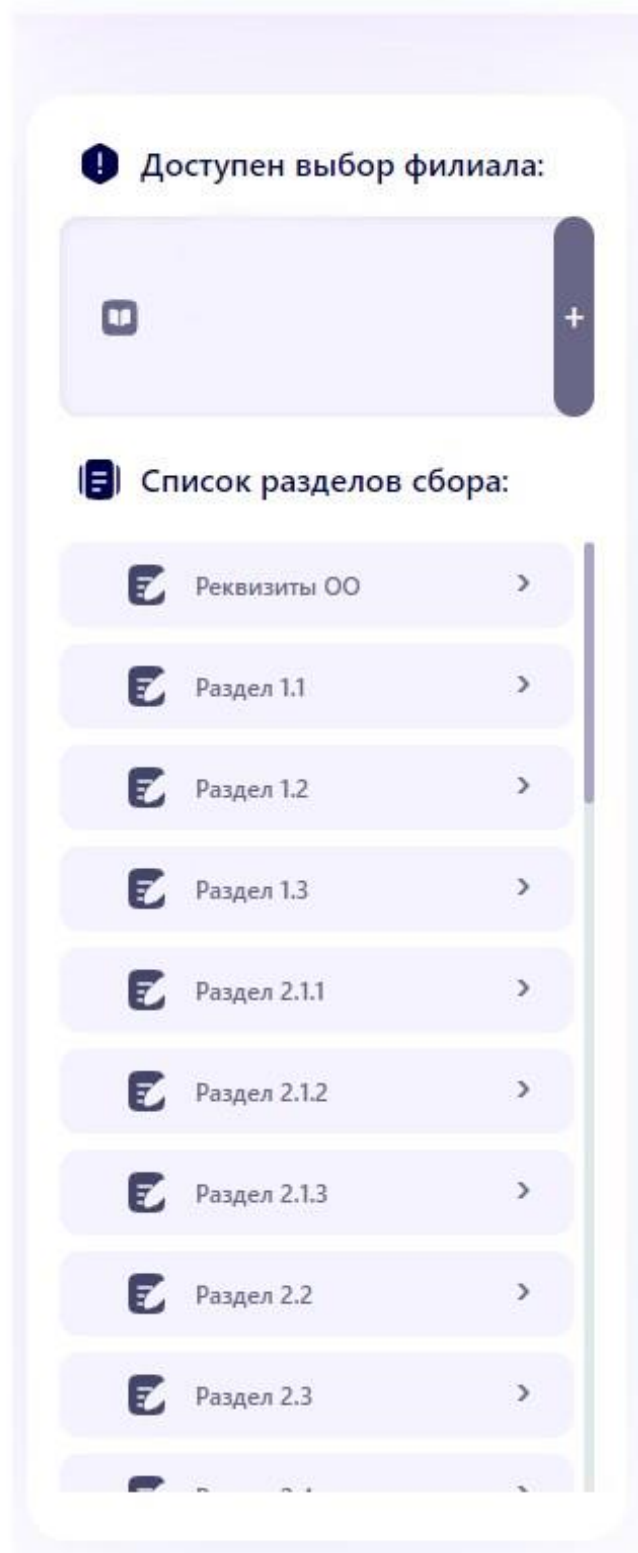 Доступен выбор филиала:
+
Список разделов сбора:
Реквизиты ОО
Раздел 1.1
Раздел 1.2
Раздел 1.3
Раздел 2.1.1
Раздел 2.1.2
Раздел 2.1.3
Раздел 2.2
Раздел 2.3